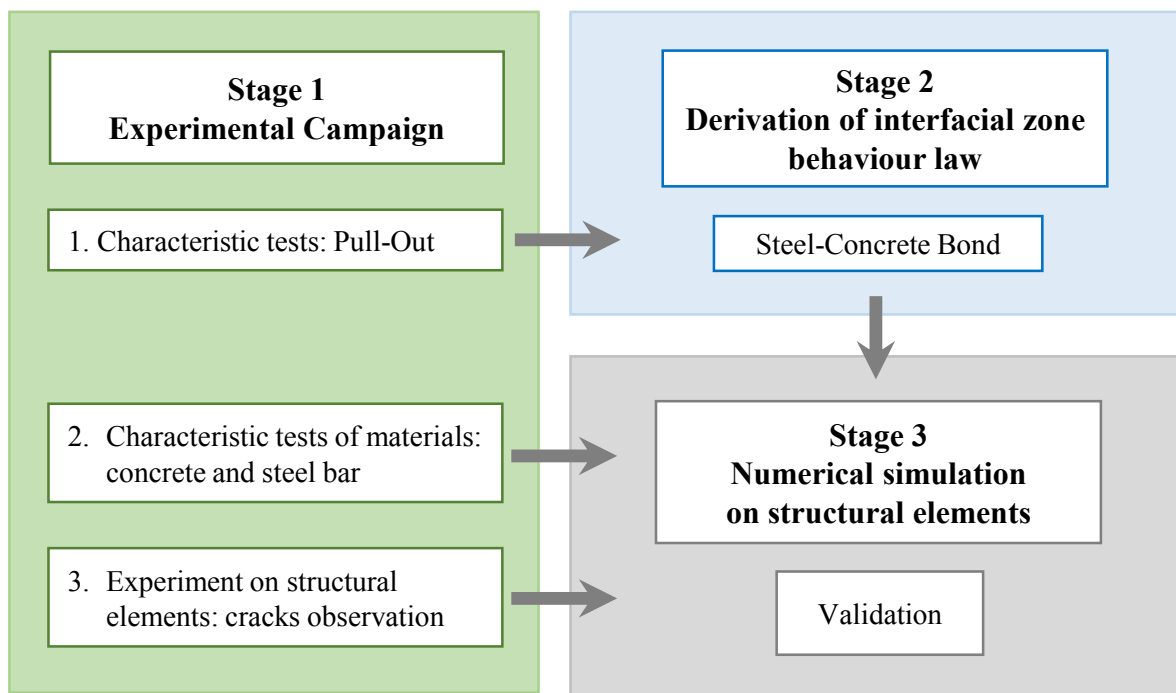 Stage 1
Experimental Campaign
1. Characteristic tests: Pull-Out
2. Characteristic tests of materials:
concrete and steel bar
3. Experiment on structural
elements: cracks observation
Stage 2
Derivation of interfacial zone
behaviour law
Steel-Concrete Bond
Stage 3
Numerical simulation
on structural elements
Validation